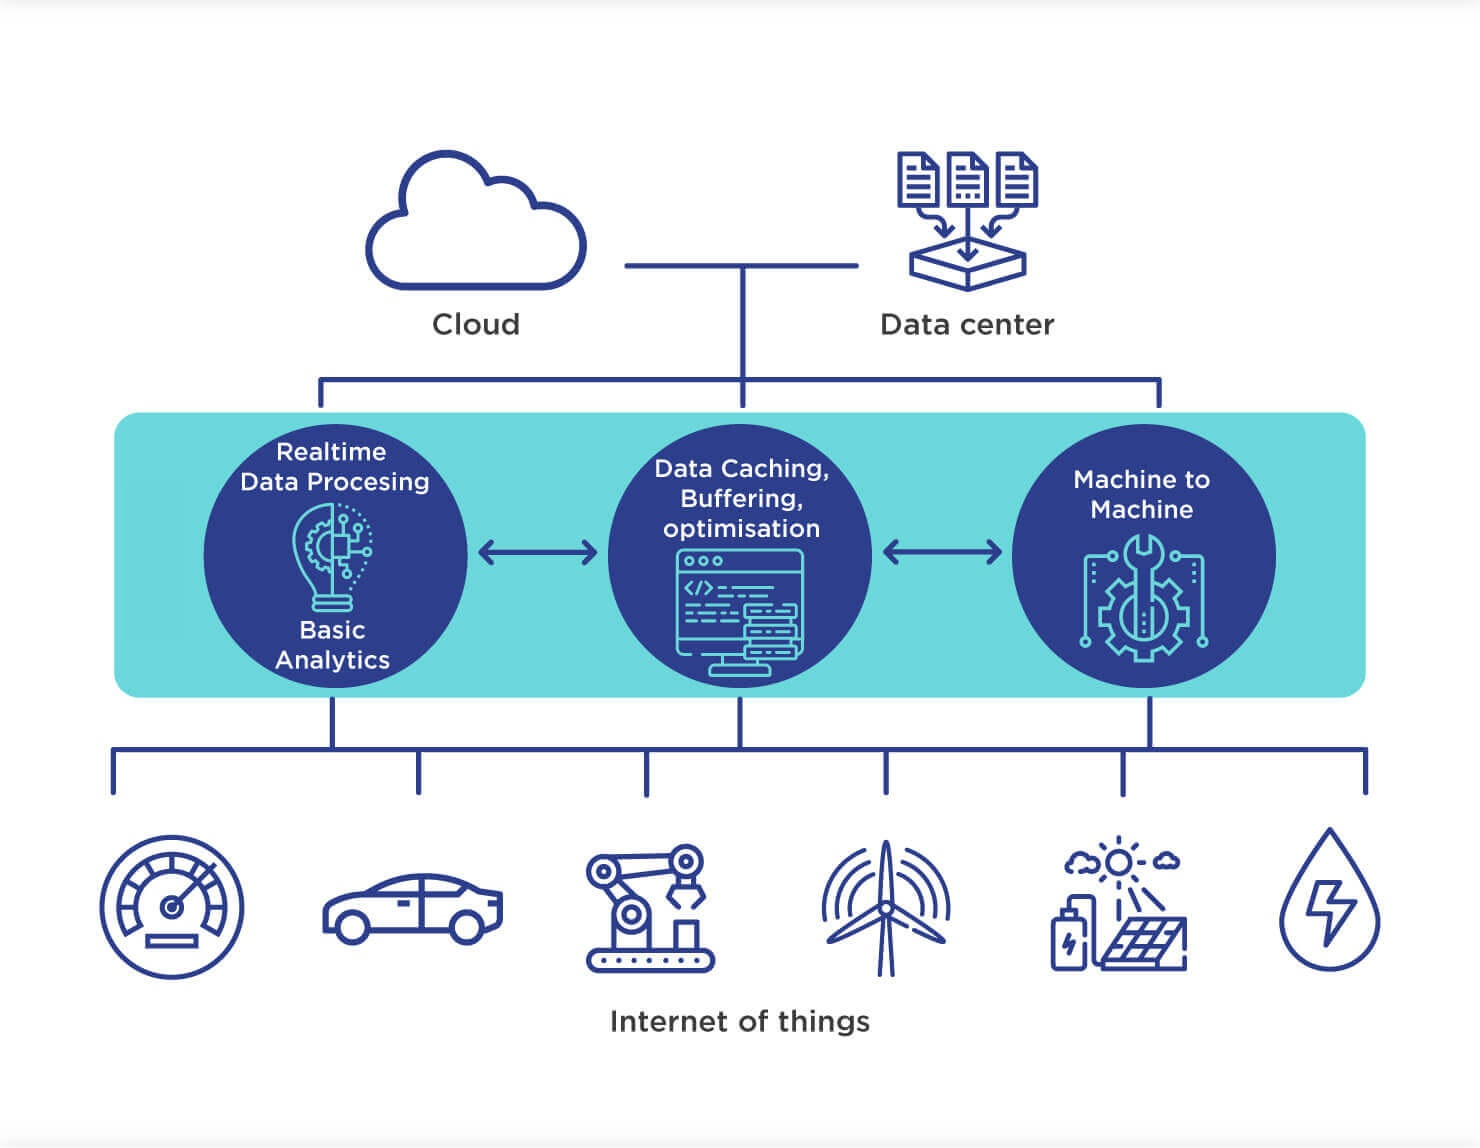 Cloud
Data center
Realtime
Data Procesing
Basic
Analytics
Data Caching,
Buffering,
optimisation
</>
Machine to
Machine
Internet of things